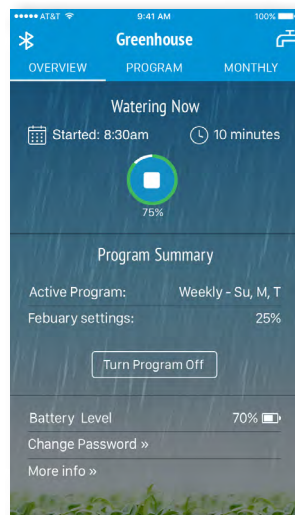 AT&T 9:41 AM 100%
Greenhouse
OVERVIEW PROGRAM MONTHLY
Watering Now
Started: 8:30am 10 minutes
75%
Program Summary
Active Program: Weekly - Su, M, T
Febuary settings: 25%
Turn Program Off
Battery Level 70%
Change Password »
More info »